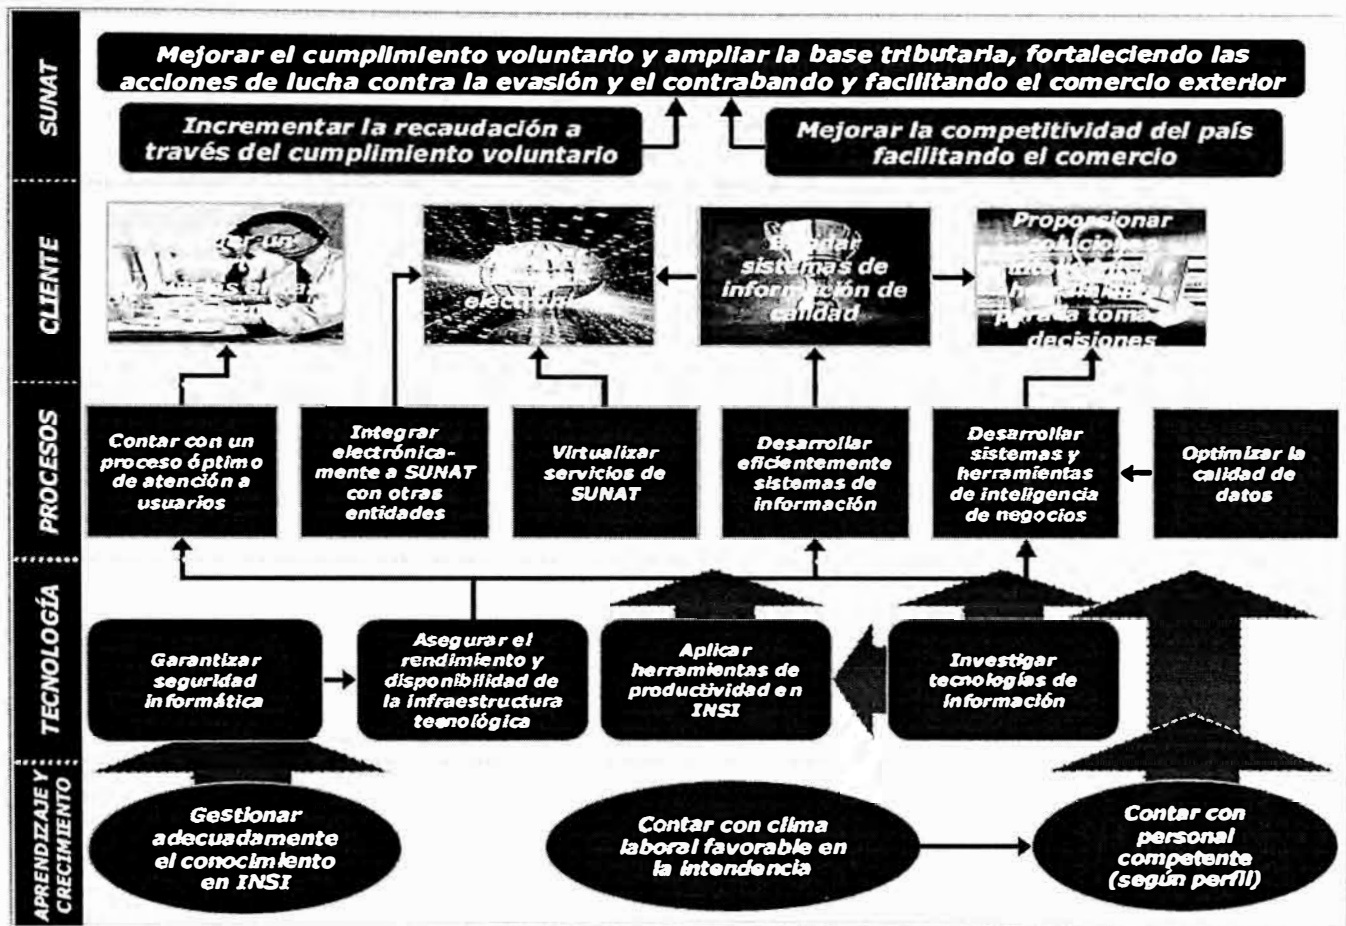 SUNAT
Mejorar el cumplimiento voluntario y ampliar la base tributaria, fortaleciendo las
acciones de lucha contra la evasión y el contrabando y facilitando el comercio exterior
Incrementar la recaudación a
través del cumplimiento voluntario
Mejorar la competitividad del país
facilitando el comercio
CLIENTE
un
sistemas de
información de
calidad
Proporsionar
soluciones
para la toma
decisiones
PROCESOS
Contar con un
proceso óptimo
de atención a
usuarios
Integrar
electrónica-
mente a SUNAT
con otras
entidades
Virtualizar
servicios de
SUNAT
Desarrollar
eficientemente
sistemas de
información
Desarrollar
sistemas y
herramientas
de inteligencia
de negocios
Optimizar la
calidad de
datos
TECNOLOGÍA
Garantizar
seguridad
informática
Asegurar el
rendimiento y
disponibilidad de
la infraestructura
tecnológica
Aplicar
herramientas de
productividad en
INSI
Investigar
tecnologías de
información
APRENDIZAJE Y
CRECIMIENTO
Gestionar
adecuadamente
el conocimiento
en INSI
Contar con clima
laboral favorable en
la intendencia
Contar con
personal
competente
(según perfil)